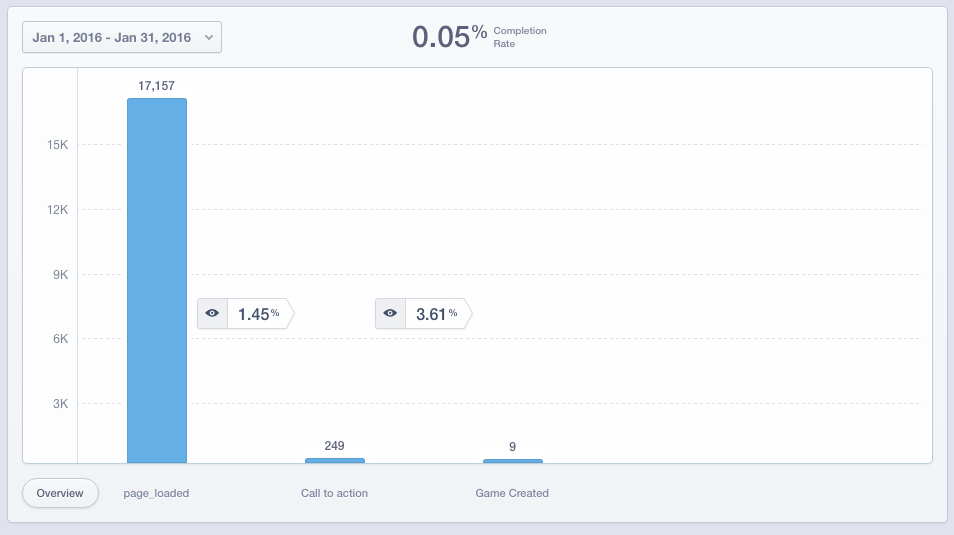 Jan 1, 2016 - Jan 31, 2016
0.05% Completion
Rate
17,157
15K
12K
9K
1.45% 3.61%
6K
3K
249 9
Overview page_loaded Call to action Game Created